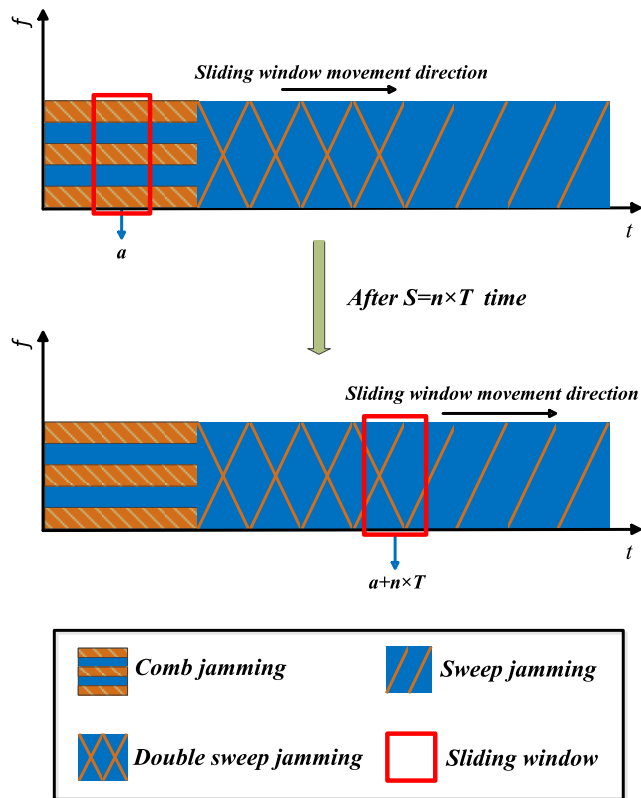 f
Sliding window movement direction
t
a
After S=n×T time
f
Sliding window movement direction
t
a+n×T
Comb jamming
Sweep jamming
Double sweep jamming
Sliding window